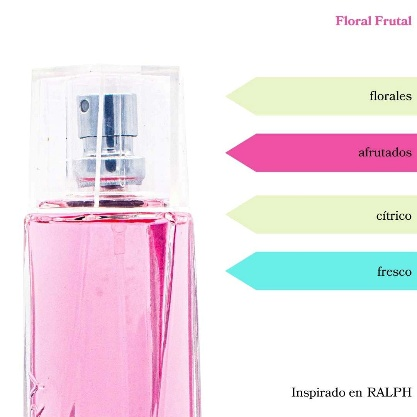 Floral Frutal
florales
afrutados
cítrico
fresco
Inspirado en RALPH